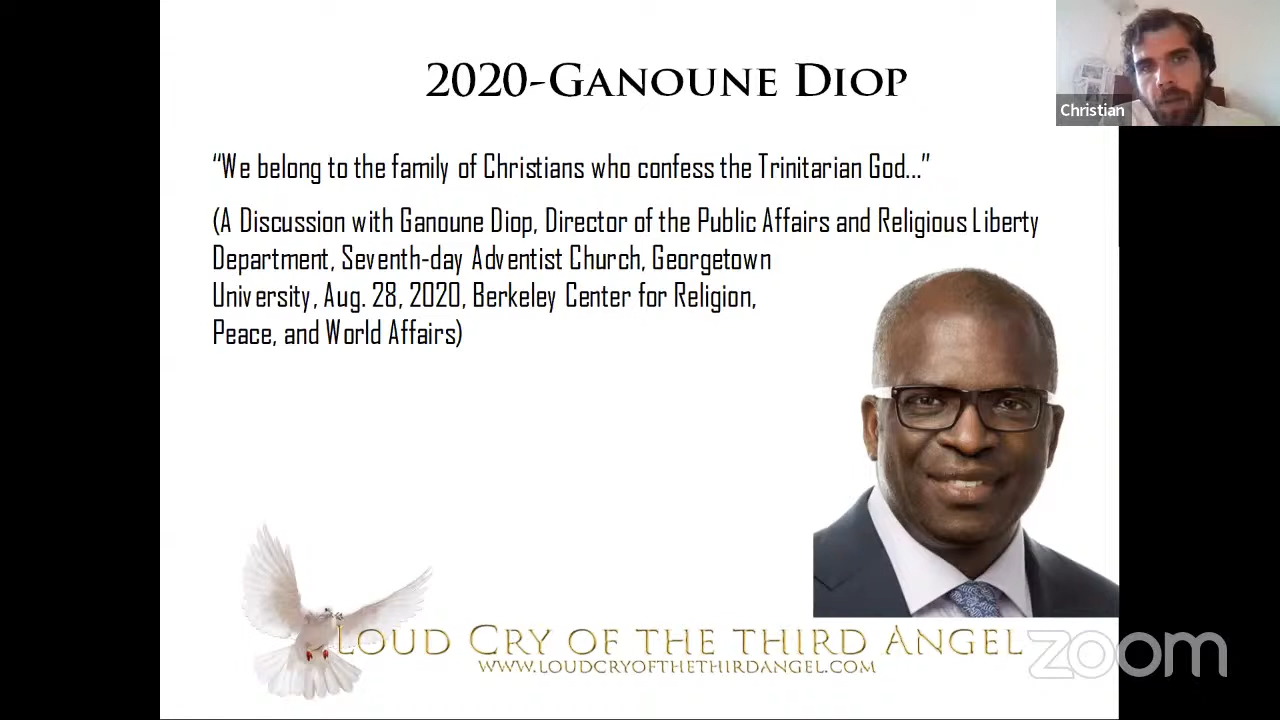 2020-Ganoune Diop
Christian
“We belong to the family of Christians who confess the Trinitarian God...”
(A Discussion with Ganoune Diop, Director of the Public Affairs and Religious Liberty
Department, Seventh-day Adventist Church, Georgetown
University, Aug. 28, 2020, Berkeley Center for Religion,
Peace, and World Affairs)
Loud Cry of the third Angel
www.loudcryofthethirdangel.com
zoom